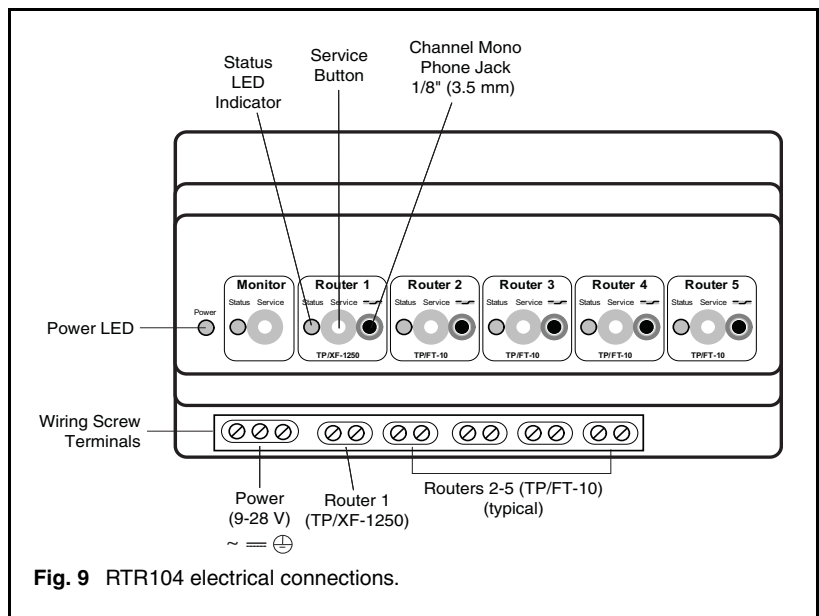 Status
LED
Indicator
Service
Button
Channel Mono
Phone Jack
1/8" (3.5 mm)
Monitor
Router 1
Router 2
Router 3
Router 4
Router 5
Power
Status Service
Status Service
Status Service
Status Service
Status Service
Status Service
Power LED
TP/XF-1250
TP/FT-10
TP/FT-10
TP/FT-10
TP/FT-10
Wiring Screw
Terminals
Power
(9-28 V)
Router 1
(TP/XF-1250)
Routers 2-5 (TP/FT-10)
(typical)
Fig. 9 RTR104 electrical connections.